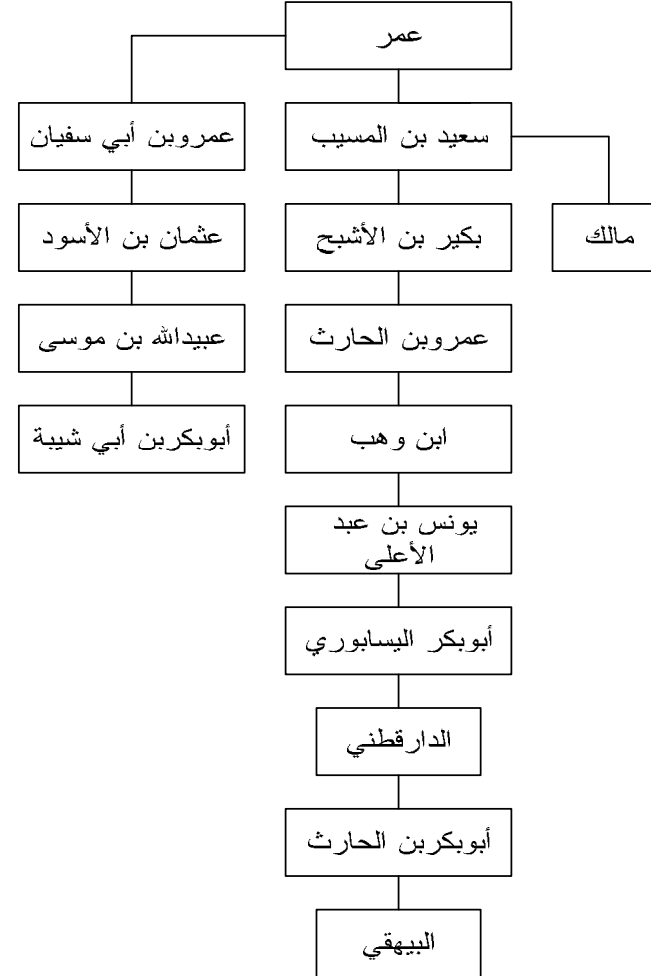 عمر
سعيد بن المسيب
عمروبن أبي سفيان
مالك
بكير بن الأشبح
عثمان بن الأسود
عمروبن الحارث
عبيدالله بن موسى
ابن وهب
أبوبكربن أبي شيبة
يونس بن عبد
الأعلى
أبوبكر اليسابوري
الدارقطني
أبوبكربن الحارث
البيهقي